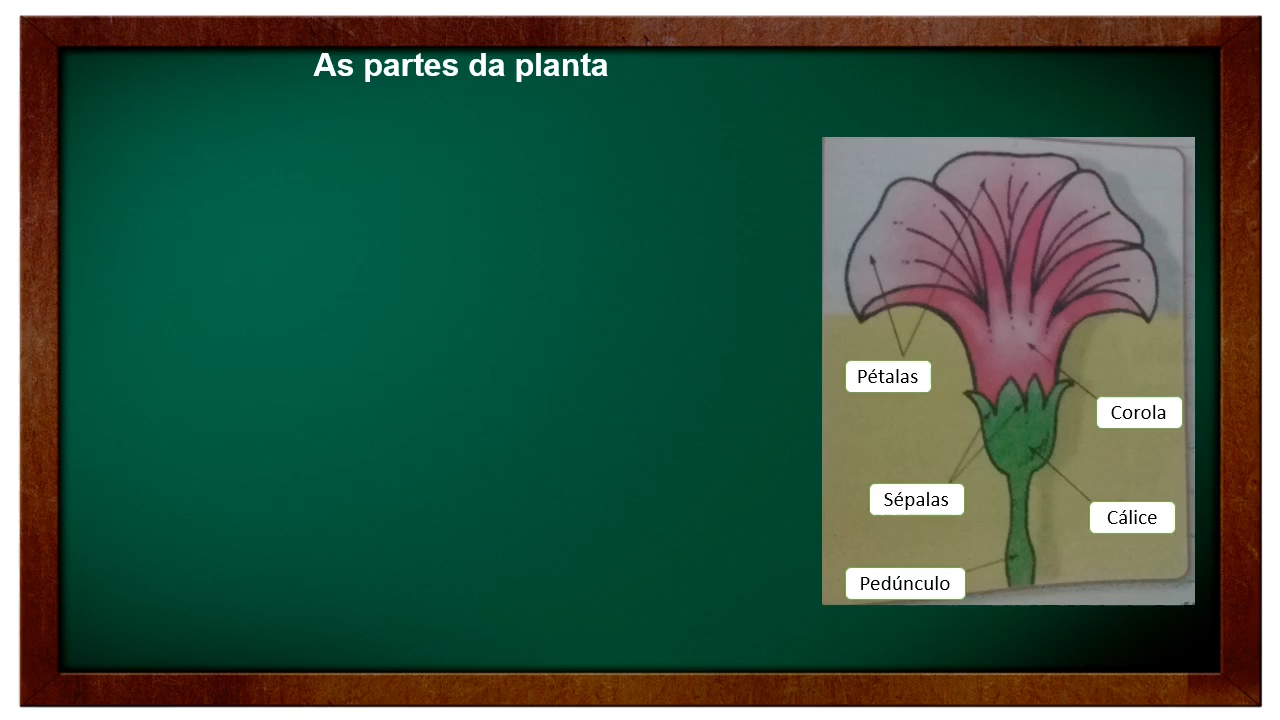 As partes da planta
Pétalas
Corola
Sépalas
Cálice
Pedúnculo